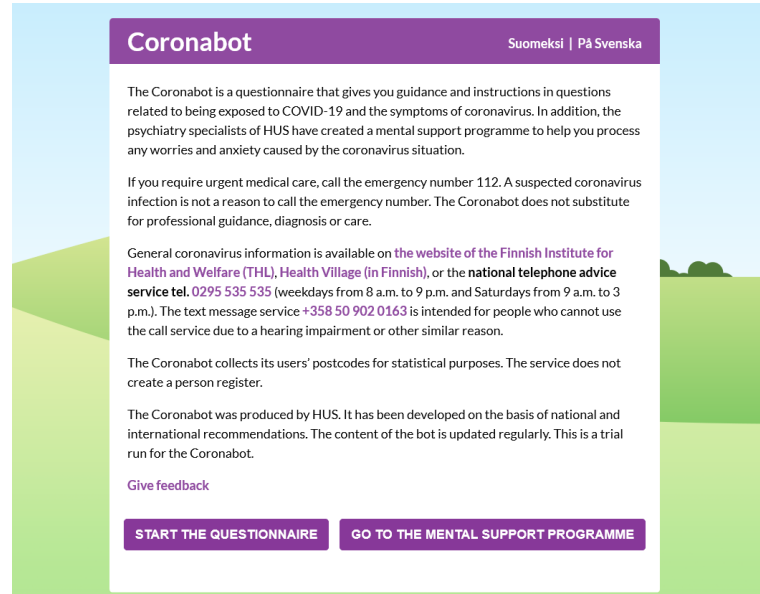 Coronabot
Suomeksi | På Svenska
The Coronabot is a questionnaire that gives you guidance and instructions in questions
related to being exposed to COVID-19 and the symptoms of coronavirus. In addition, the
psychiatry specialists of HUS have created a mental support programme to help you process
any worries and anxiety caused by the coronavirus situation.
If you require urgent medical care, call the emergency number 112. A suspected coronavirus
infection is not a reason to call the emergency number. The Coronabot does not substitute
for professional guidance, diagnosis or care.
General coronavirus information is available on the website of the Finnish Institute for
Health and Welfare (THL), Health Village (in Finnish), or the national telephone advice
service tel. 0295 535 535 (weekdays from 8 a.m. to 9 p.m. and Saturdays from 9 a.m. to 3
p.m.). The text message service +358 50 902 0163 is intended for people who cannot use
the call service due to a hearing impairment or other similar reason.
The Coronabot collects its users' postcodes for statistical purposes. The service does not
create a person register.
The Coronabot was produced by HUS. It has been developed on the basis of national and
international recommendations. The content of the bot is updated regularly. This is a trial
run for the Coronabot.
Give feedback
START THE QUESTIONNAIRE
GO TO THE MENTAL SUPPORT PROGRAMME